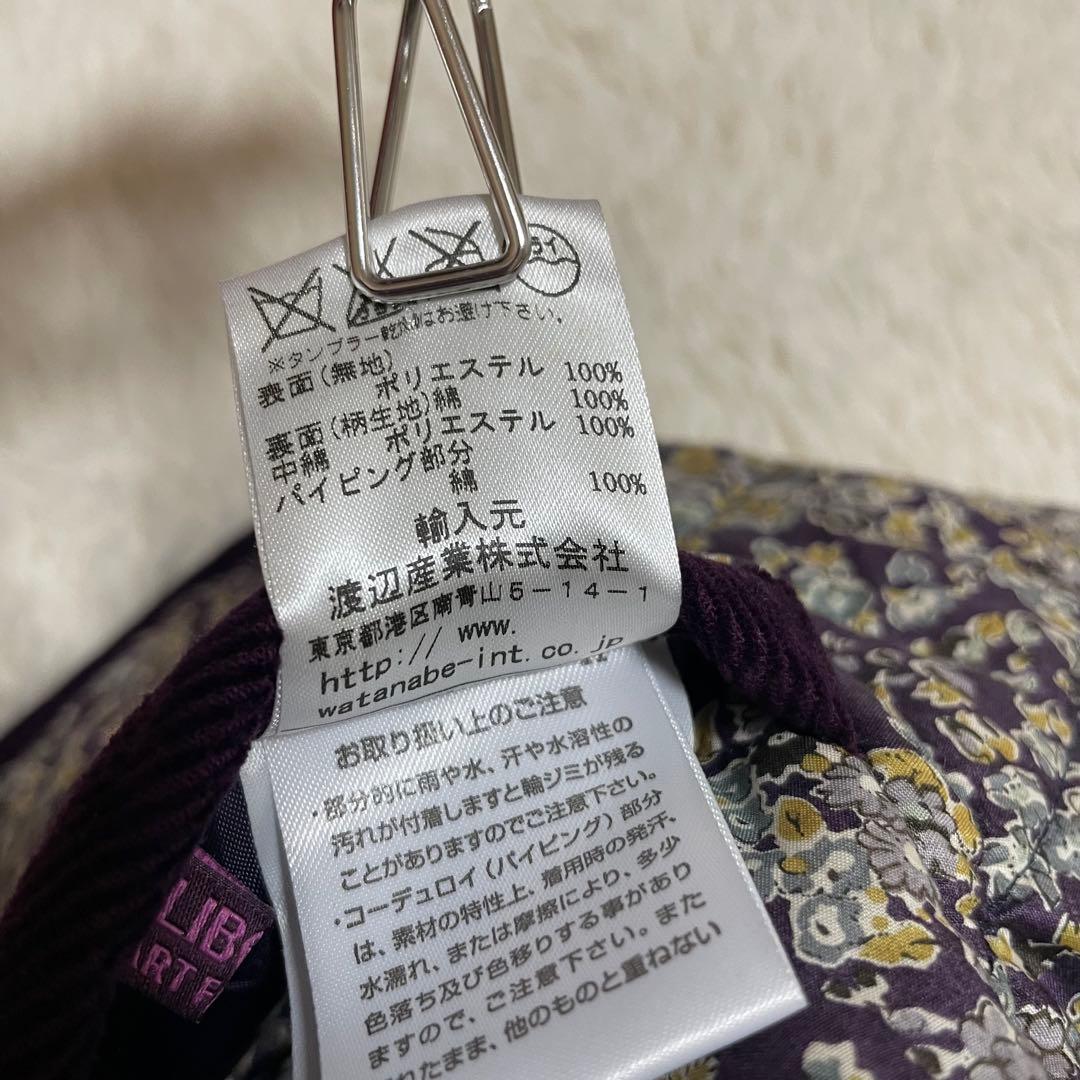 ※タンブラー乾燥はお避け下さい。
表面(無地)
ポリエステル 100%
表面(柄生地)綿 100%
中綿 ポリエステル 100%
パイピング部分
綿 100%
輸入元
渡辺産業株式会社
東京都港区南青山5-14-1
http:// www.
watanabe-int.co.jp
お取り扱い上のご注意
・部分的に雨や水、汗や水溶性の
汚れが付着しますと輪ジミが残る
ことがありますのでご注意下さい。
・コーデュロイ(パイピング)部分
は、素材の特性上、着用時の発汗、
水濡れ、または摩擦により、多少
色落ち及び色移りする事があり
ますので、ご注意下さい。また
れたまま、他のものと重ねない
LIB
ART F